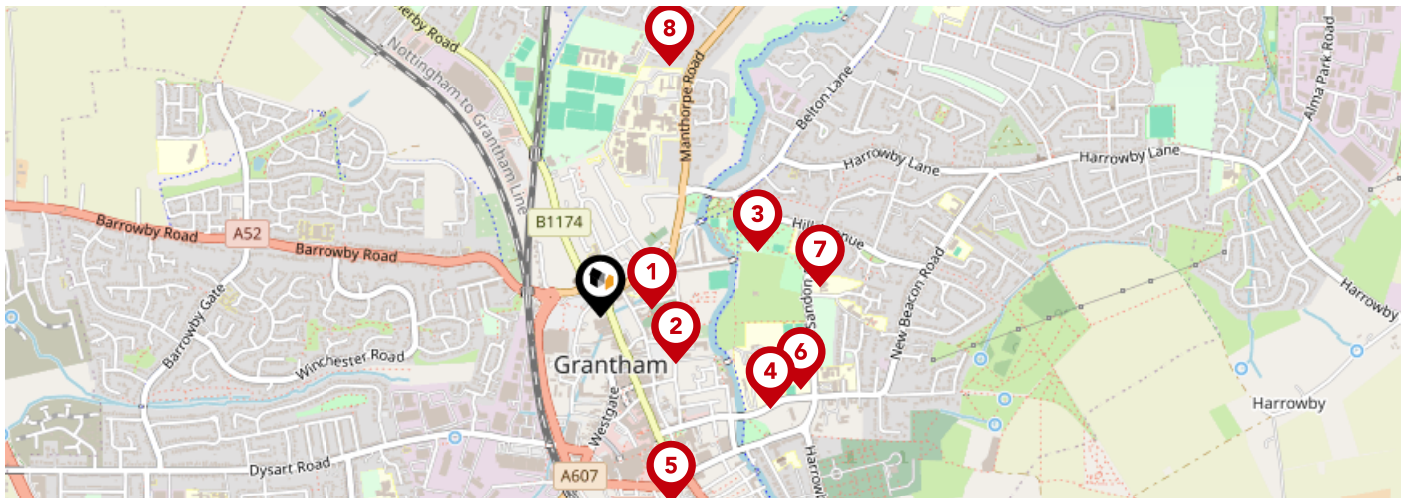 Derby Road
8
Nottingham to Grantham Line
Manthorpe Road
Belton Lane
Alma Park Road
Harrowby Lane
Harrowby Lane
Barrowby Road
A52
Barrowby Road
B1174
3
Hill Avenue
7
1
2
Sandon
New Beacon Road
Harrowby
Barrowby Gate
Winchester Road
Grantham
6
4
Westgate
Harrowby
Dysart Road
A607
5
Harrowby